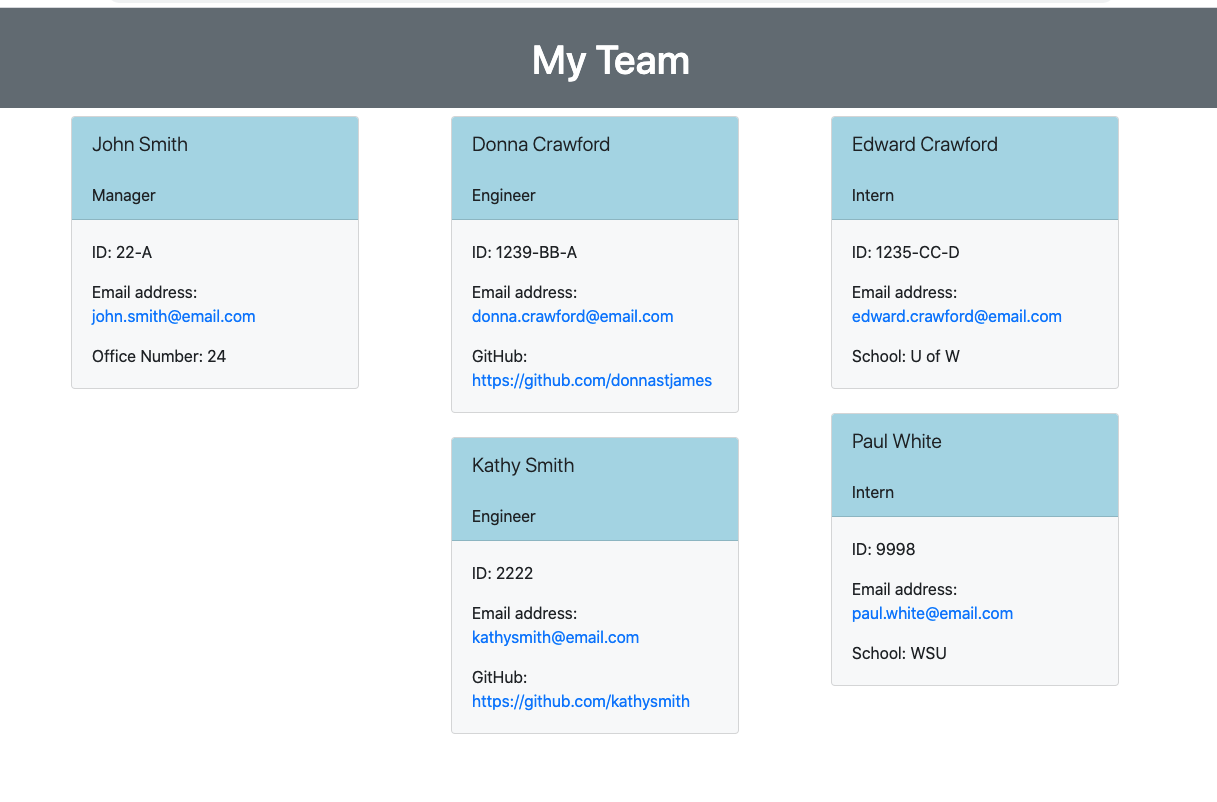 My Team
John Smith
Manager
ID: 22-A
Email address:
john.smith@email.com
Office Number: 24
Donna Crawford
Engineer
ID: 1239-BB-A
Email address:
donna.crawford@email.com
GitHub:
https://github.com/donnastjames
Kathy Smith
Engineer
ID: 2222
Email address:
kathysmith@email.com
GitHub:
https://github.com/kathysmith
Edward Crawford
Intern
ID: 1235-CC-D
Email address:
edward.crawford@email.com
School: U of W
Paul White
Intern
ID: 9998
Email address:
paul.white@email.com
School: WSU